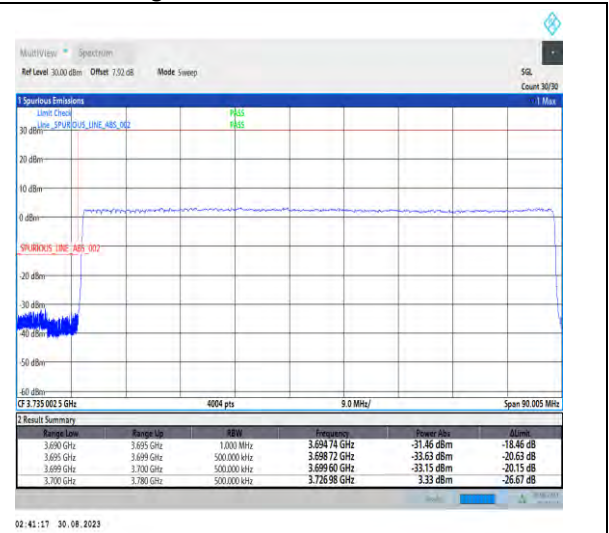 MultiView Spectrum
Ref Level 30.00 dBm Offset 7.92 dB Mode Sweep SGL
Count 30/30
1 Spurious Emissions 1 Max
Limit Check PASS
Line _SPURIOUS_LINE_ABS_002 PASS
30 dBm
20 dBm
10 dBm
0 dBm
SPURIOUS_LINE_ABS_002
-20 dBm
-30 dBm
-40 dBm
-50 dBm
-60 dBm
CF 3.735 002 5 GHz 4004 pts 9.0 MHz/ Span 90.005 MHz
2 Result Summary
Range Low Range Up RBW Frequency Power Abs ΔLimit
3.690 GHz 3.695 GHz 1.000 MHz 3.694 74 GHz -31.46 dBm -18.46 dB
3.695 GHz 3.699 GHz 500.000 kHz 3.698 72 GHz -33.63 dBm -20.63 dB
3.699 GHz 3.700 GHz 500.000 kHz 3.699 60 GHz -33.15 dBm -20.15 dB
3.700 GHz 3.780 GHz 500.000 kHz 3.726 98 GHz 3.33 dBm -26.67 dB
02:41:17 30.08.2023